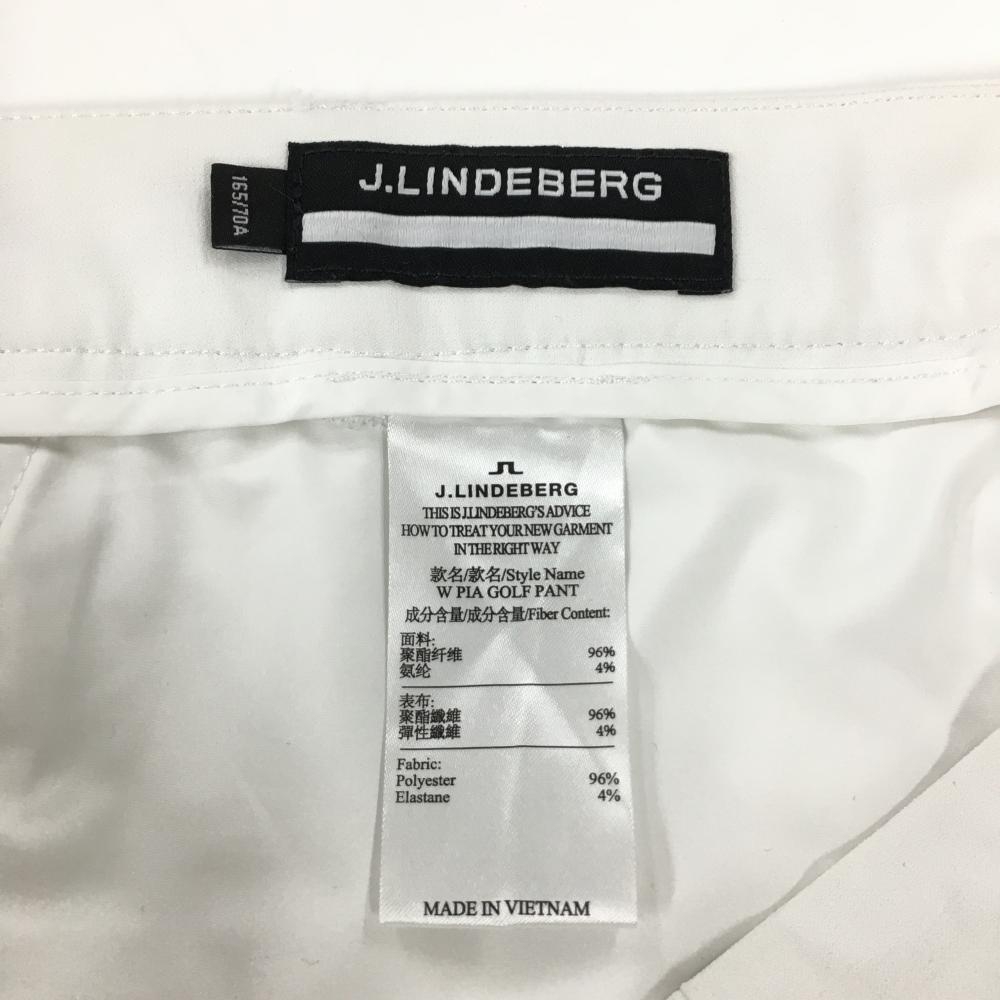 165/70A
J.LINDEBERG
J.LINDEBERG
THIS IS J.LINDEBERG'S ADVICE
HOW TO TREAT YOUR NEW GARMENT
IN THE RIGHT WAY
款名/款名/Style Name
W PIA GOLF PANT
成分含量/成分含量/Fiber Content:
面料:
聚酯纤维 96%
氨纶 4%
表布:
聚酯纖維 96%
彈性纖維 4%
Fabric:
Polyester 96%
Elastane 4%
MADE IN VIETNAM